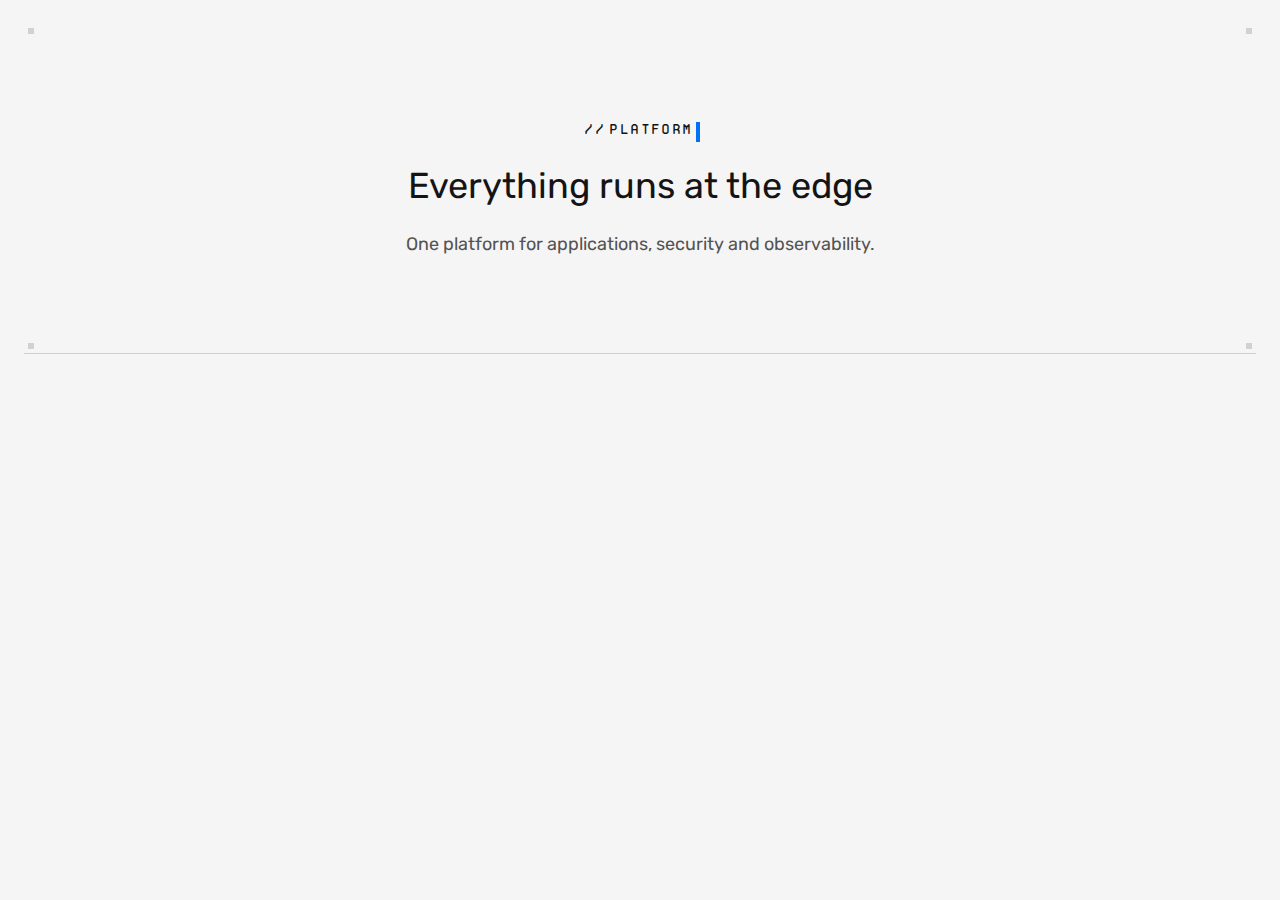 //PLATFORM
Everything runs at the edge
One platform for applications, security and observability.